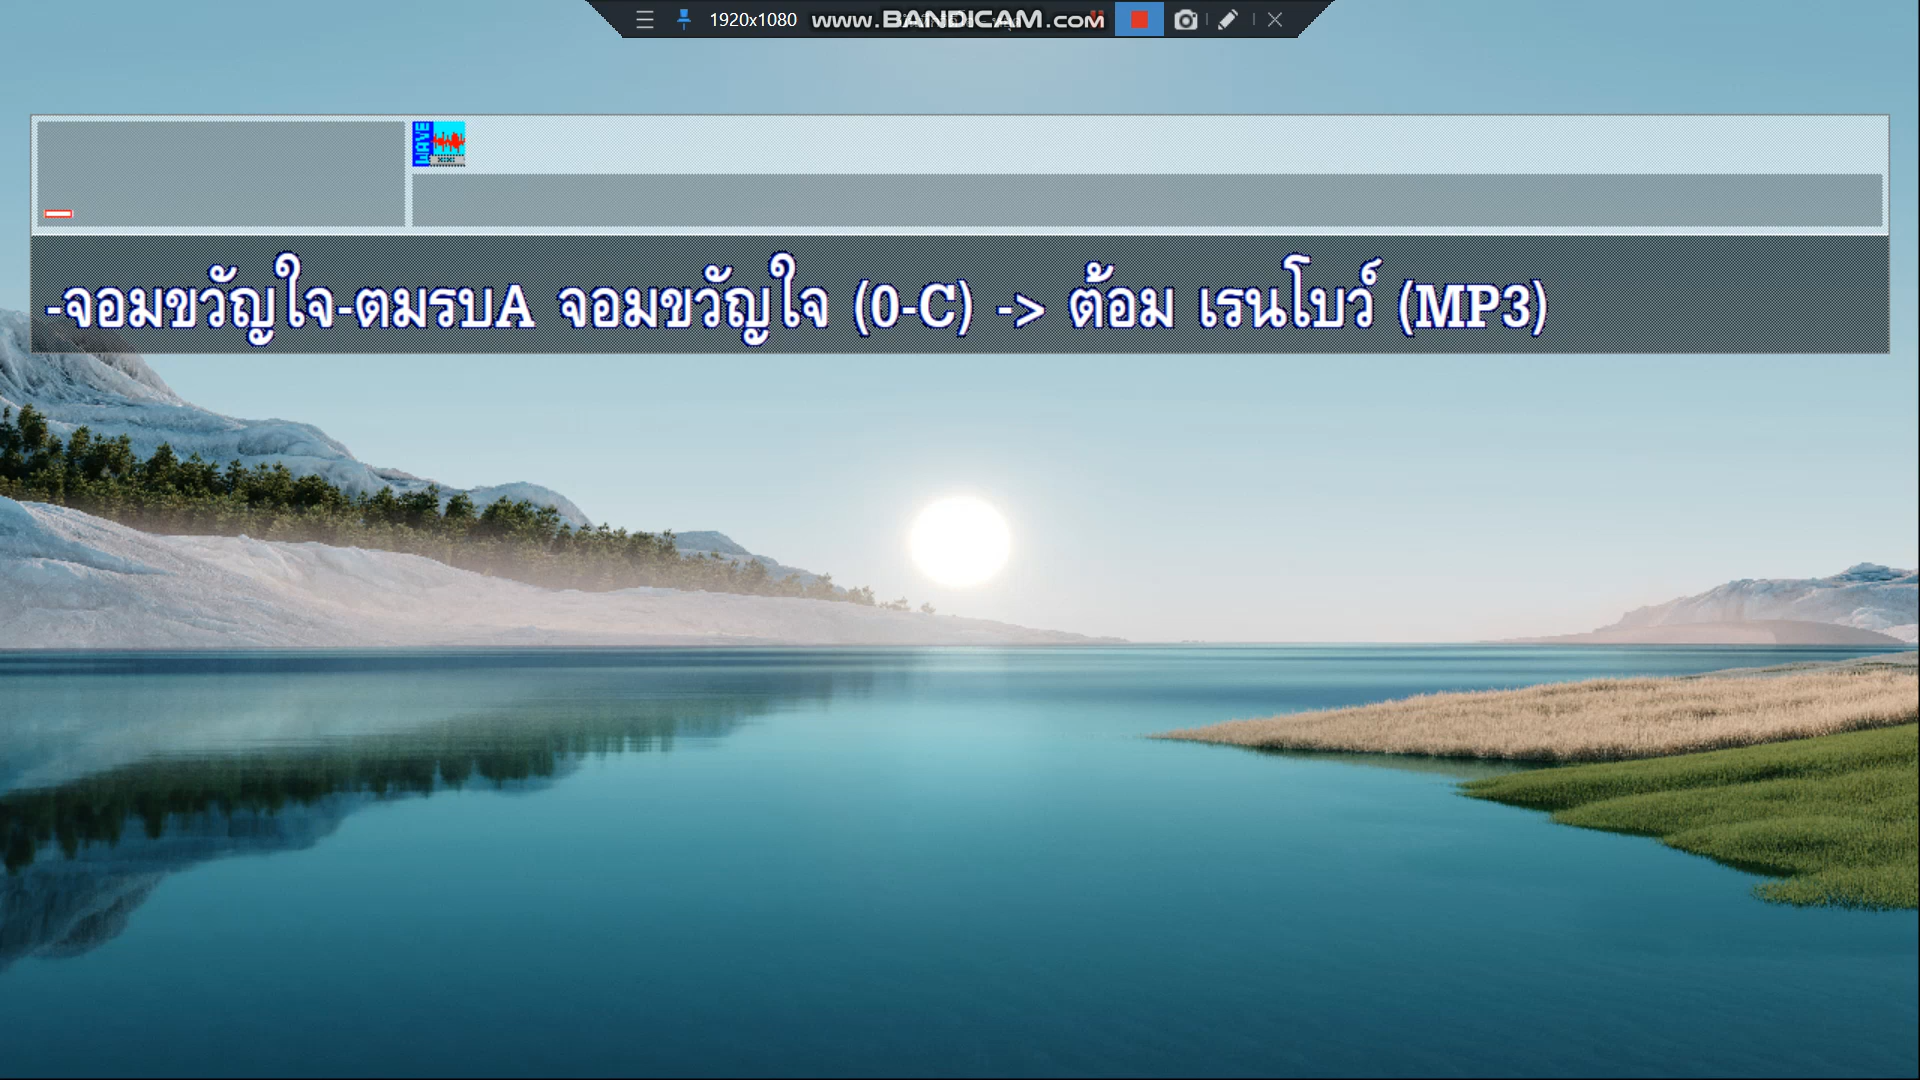 1920x1080 www.BANDICAM.com
WAVE
-จอมขวัญใจ-ตมรบA จอมขวัญใจ (0-C) -> ต้อม เรนโบว์ (MP3)